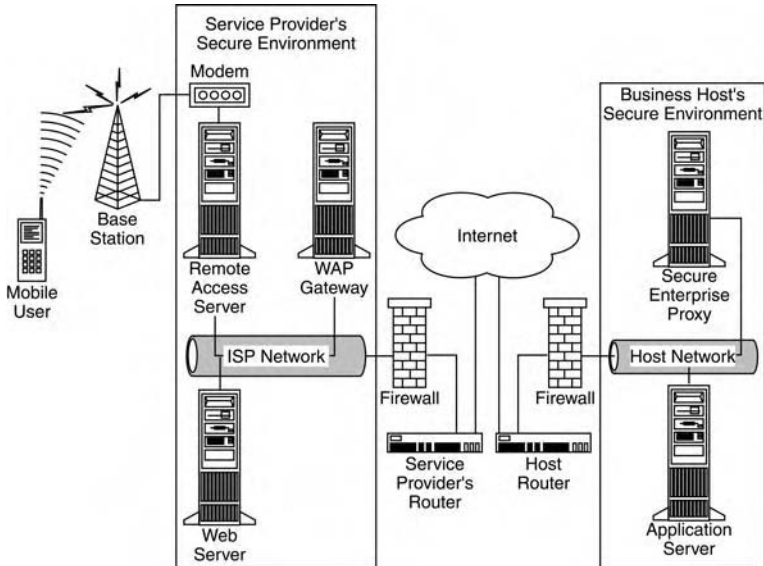 Service Provider's
Secure Environment
Modem
Business Host's
Secure Environment
Base
Station
Internet
Mobile
User
Remote
Access
Server
WAP
Gateway
Secure
Enterprise
Proxy
ISP Network
Host Network
Firewall
Firewall
Service
Provider's
Router
Host
Router
Web
Server
Application
Server